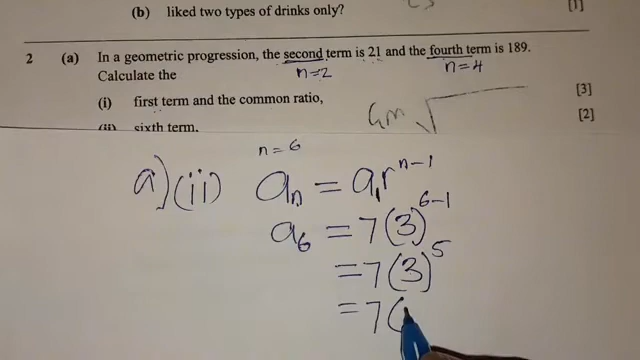 (b) liked two types of drinks only? [1]
2 (a) In a geometric progression, the second term is 21 and the fourth term is 189.
n=2 n=4
Calculate the
(i) first term and the common ratio, [3]
Gm √
(ii) sixth term. [2]
n=6
a)(ii) aₙ = a₁rⁿ⁻¹
a₆ = 7(3)⁶⁻¹
= 7(3)⁵
= 7(